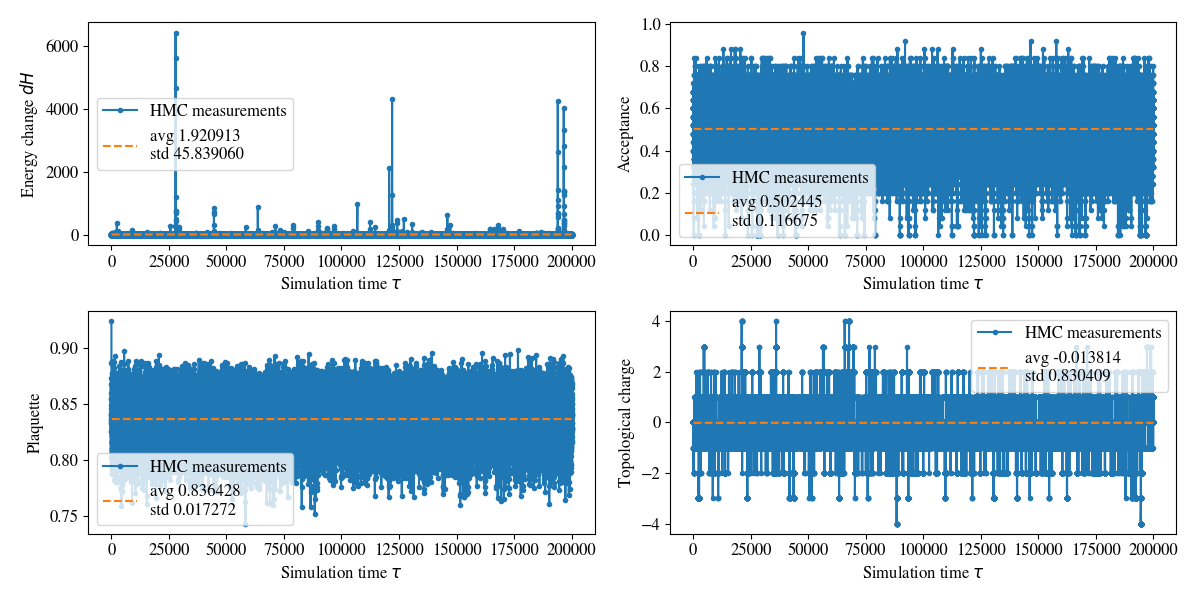 6000
4000
2000
0
Energy change dH
HMC measurements
avg 1.920913
std 45.839060
0 25000 50000 75000 100000 125000 150000 175000 200000
Simulation time τ
1.0
0.8
0.6
0.4
0.2
0.0
Acceptance
HMC measurements
avg 0.502445
std 0.116675
0 25000 50000 75000 100000 125000 150000 175000 200000
Simulation time τ
0.90
0.85
0.80
0.75
Plaquette
HMC measurements
avg 0.836428
std 0.017272
0 25000 50000 75000 100000 125000 150000 175000 200000
Simulation time τ
4
2
0
−2
−4
Topological charge
HMC measurements
avg -0.013814
std 0.830409
0 25000 50000 75000 100000 125000 150000 175000 200000
Simulation time τ